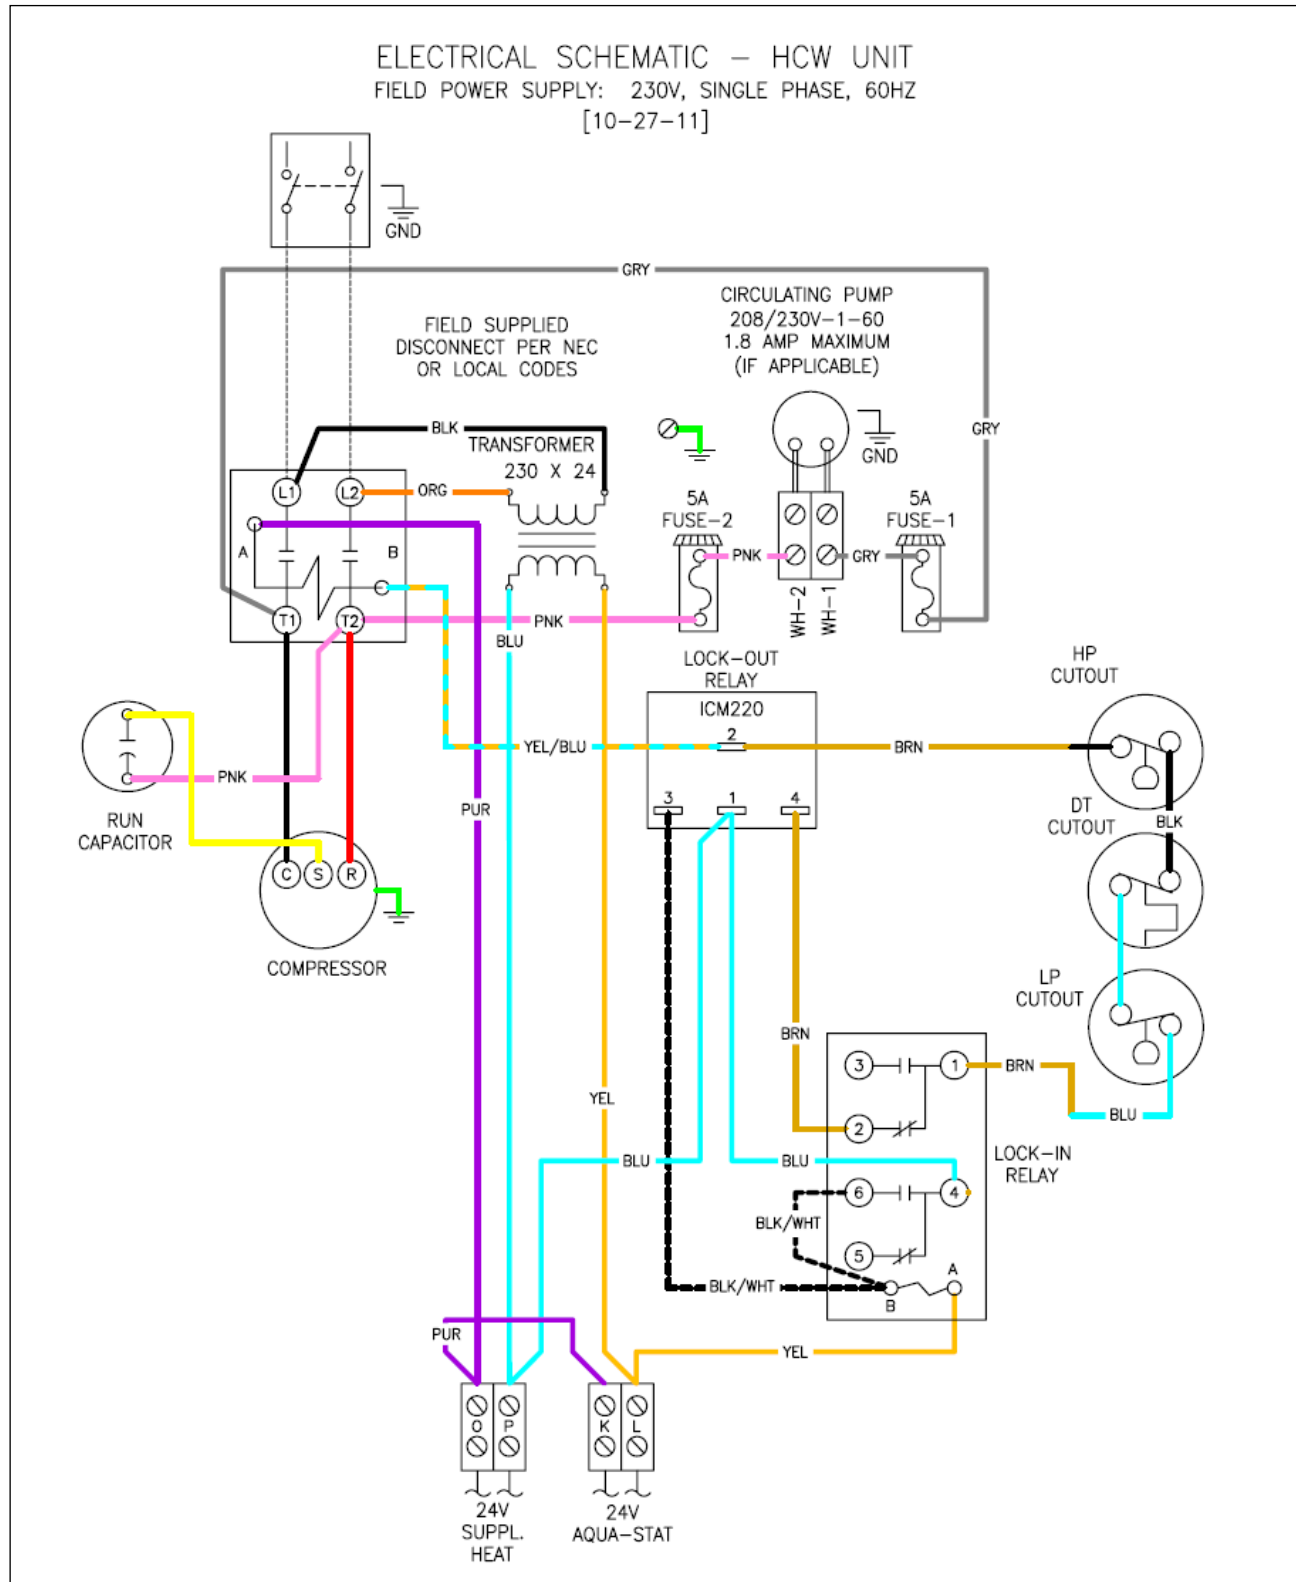 ELECTRICAL SCHEMATIC – HCW UNIT
FIELD POWER SUPPLY: 230V, SINGLE PHASE, 60HZ
[10-27-11]
GND
GRY
FIELD SUPPLIED
DISCONNECT PER NEC
OR LOCAL CODES
CIRCULATING PUMP
208/230V-1-60
1.8 AMP MAXIMUM
(IF APPLICABLE)
BLK
TRANSFORMER
230 X 24
GND
GRY
L1
L2
ORG
5A
FUSE-2
5A
FUSE-1
A
B
PNK
GRY
WH-2
WH-1
T1
T2
PNK
BLU
LOCK-OUT
RELAY
ICM220
HP
CUTOUT
2
YEL/BLU
BRN
PNK
RUN
CAPACITOR
PUR
3
1
4
DT
CUTOUT
BLK
C
S
R
COMPRESSOR
LP
CUTOUT
BRN
3
1
BRN
YEL
BLU
2
LOCK-IN
RELAY
BLU
BLU
6
4
BLK/WHT
5
A
BLK/WHT
B
PUR
YEL
O
P
K
L
24V
SUPPL.
HEAT
24V
AQUA-STAT